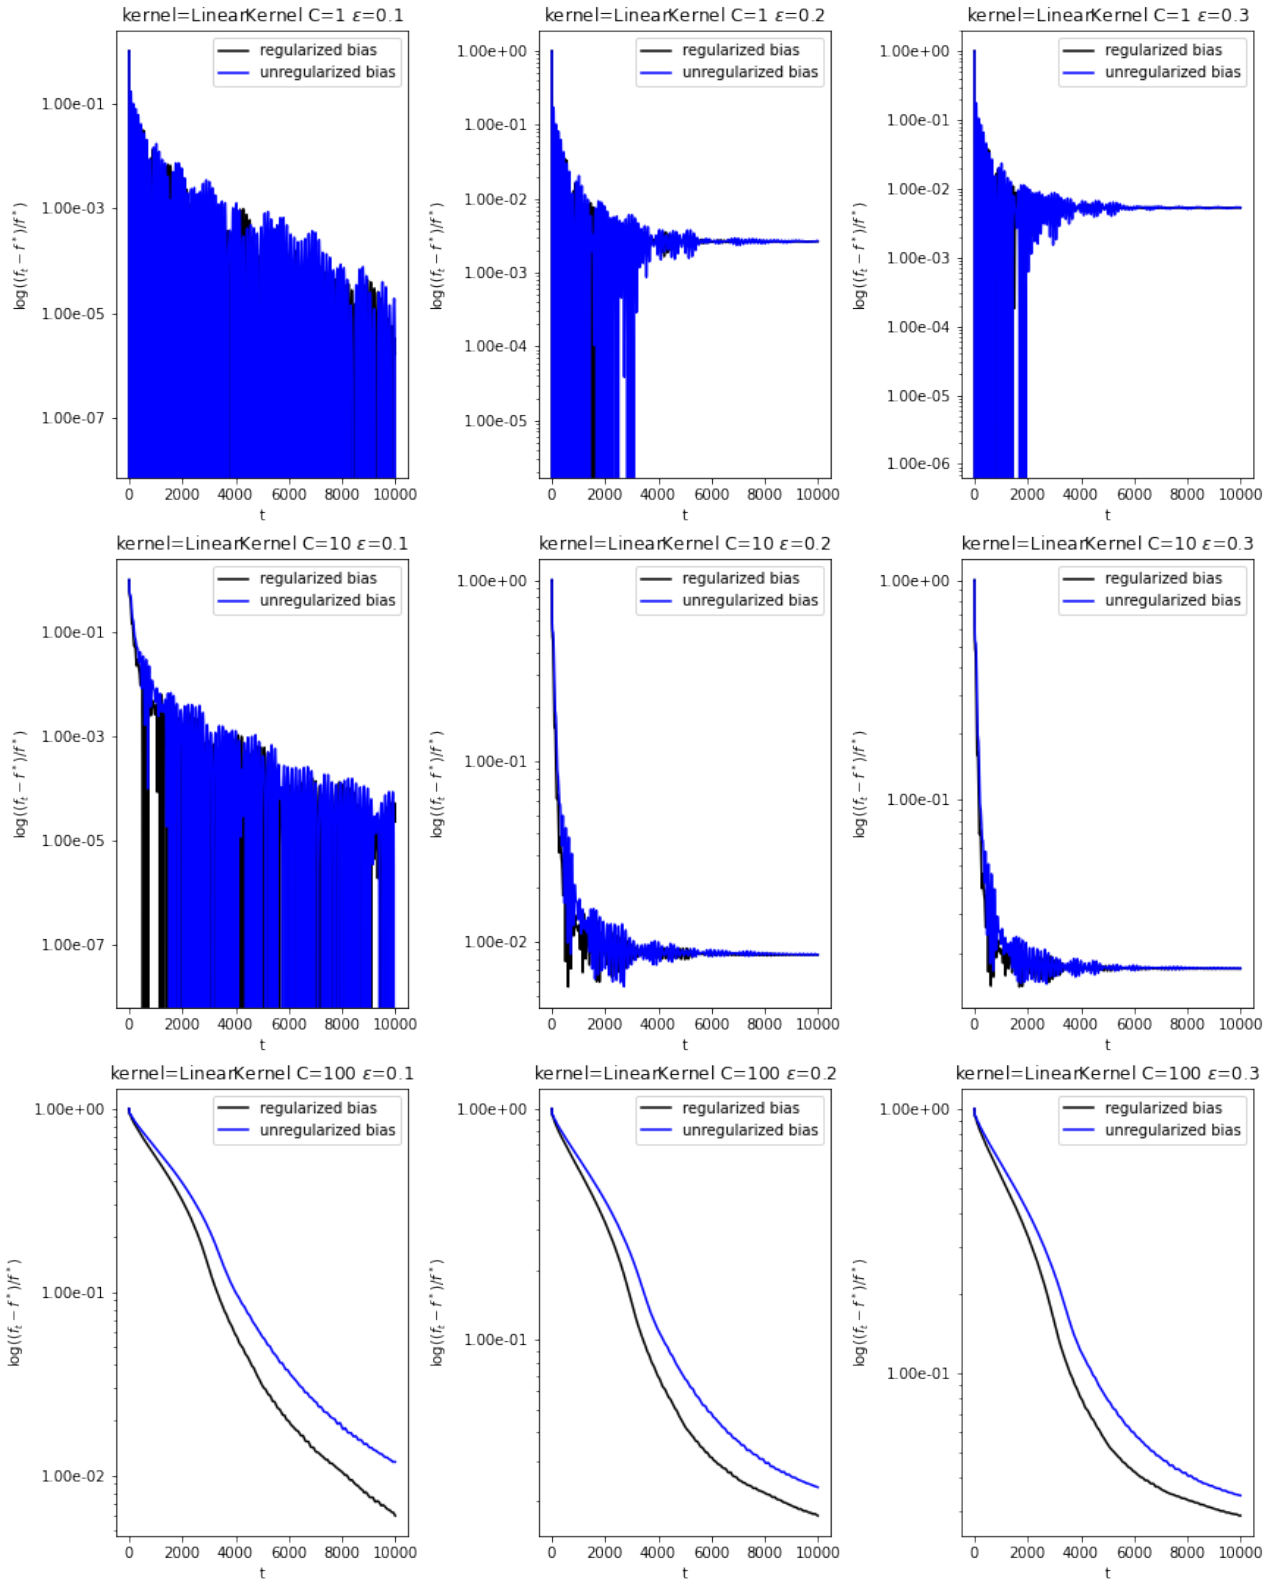 kernel=LinearKernel C=1 ε=0.1
kernel=LinearKernel C=1 ε=0.2
kernel=LinearKernel C=1 ε=0.3
regularized bias
unregularized bias
1.00e-01
1.00e-03
1.00e-05
1.00e-07
log((f_t − f*)/f*)
0 2000 4000 6000 8000 10000
t
regularized bias
unregularized bias
1.00e+00
1.00e-01
1.00e-02
1.00e-03
1.00e-04
1.00e-05
log((f_t − f*)/f*)
0 2000 4000 6000 8000 10000
t
regularized bias
unregularized bias
1.00e+00
1.00e-01
1.00e-02
1.00e-03
1.00e-04
1.00e-05
1.00e-06
log((f_t − f*)/f*)
0 2000 4000 6000 8000 10000
t
kernel=LinearKernel C=10 ε=0.1
kernel=LinearKernel C=10 ε=0.2
kernel=LinearKernel C=10 ε=0.3
regularized bias
unregularized bias
1.00e-01
1.00e-03
1.00e-05
1.00e-07
log((f_t − f*)/f*)
0 2000 4000 6000 8000 10000
t
regularized bias
unregularized bias
1.00e+00
1.00e-01
1.00e-02
log((f_t − f*)/f*)
0 2000 4000 6000 8000 10000
t
regularized bias
unregularized bias
1.00e+00
1.00e-01
log((f_t − f*)/f*)
0 2000 4000 6000 8000 10000
t
kernel=LinearKernel C=100 ε=0.1
kernel=LinearKernel C=100 ε=0.2
kernel=LinearKernel C=100 ε=0.3
regularized bias
unregularized bias
1.00e+00
1.00e-01
1.00e-02
log((f_t − f*)/f*)
0 2000 4000 6000 8000 10000
t
regularized bias
unregularized bias
1.00e+00
1.00e-01
log((f_t − f*)/f*)
0 2000 4000 6000 8000 10000
t
regularized bias
unregularized bias
1.00e+00
1.00e-01
log((f_t − f*)/f*)
0 2000 4000 6000 8000 10000
t